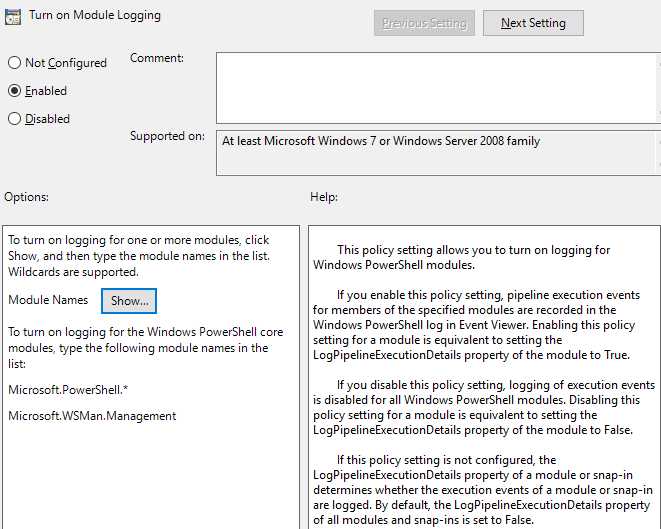 Turn on Module Logging
Previous Setting
Next Setting
Not Configured
Comment:
Enabled
Disabled
Supported on:
At least Microsoft Windows 7 or Windows Server 2008 family
Options:
Help:
To turn on logging for one or more modules, click
Show, and then type the module names in the list.
Wildcards are supported.
Module Names
Show...
To turn on logging for the Windows PowerShell core
modules, type the following module names in the
list:
Microsoft.PowerShell.*
Microsoft.WSMan.Management
This policy setting allows you to turn on logging for
Windows PowerShell modules.
If you enable this policy setting, pipeline execution events
for members of the specified modules are recorded in the
Windows PowerShell log in Event Viewer. Enabling this policy
setting for a module is equivalent to setting the
LogPipelineExecutionDetails property of the module to True.
If you disable this policy setting, logging of execution events
is disabled for all Windows PowerShell modules. Disabling this
policy setting for a module is equivalent to setting the
LogPipelineExecutionDetails property of the module to False.
If this policy setting is not configured, the
LogPipelineExecutionDetails property of a module or snap-in
determines whether the execution events of a module or snap-in
are logged. By default, the LogPipelineExecutionDetails property
of all modules and snap-ins is set to False.